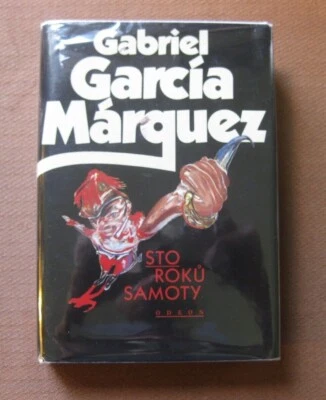 Gabriel
García
Márquez
STO
ROKŮ
SAMOTY
ODEON